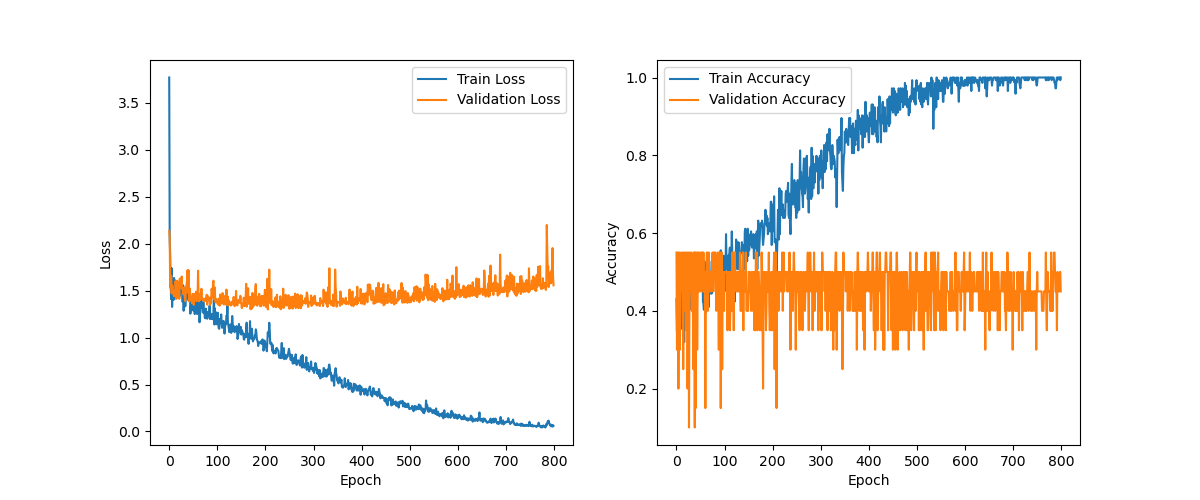 Train Loss
Validation Loss
3.5
3.0
2.5
2.0
1.5
1.0
0.5
0.0
Loss
0 100 200 300 400 500 600 700 800
Epoch
Train Accuracy
Validation Accuracy
1.0
0.8
0.6
0.4
0.2
Accuracy
0 100 200 300 400 500 600 700 800
Epoch